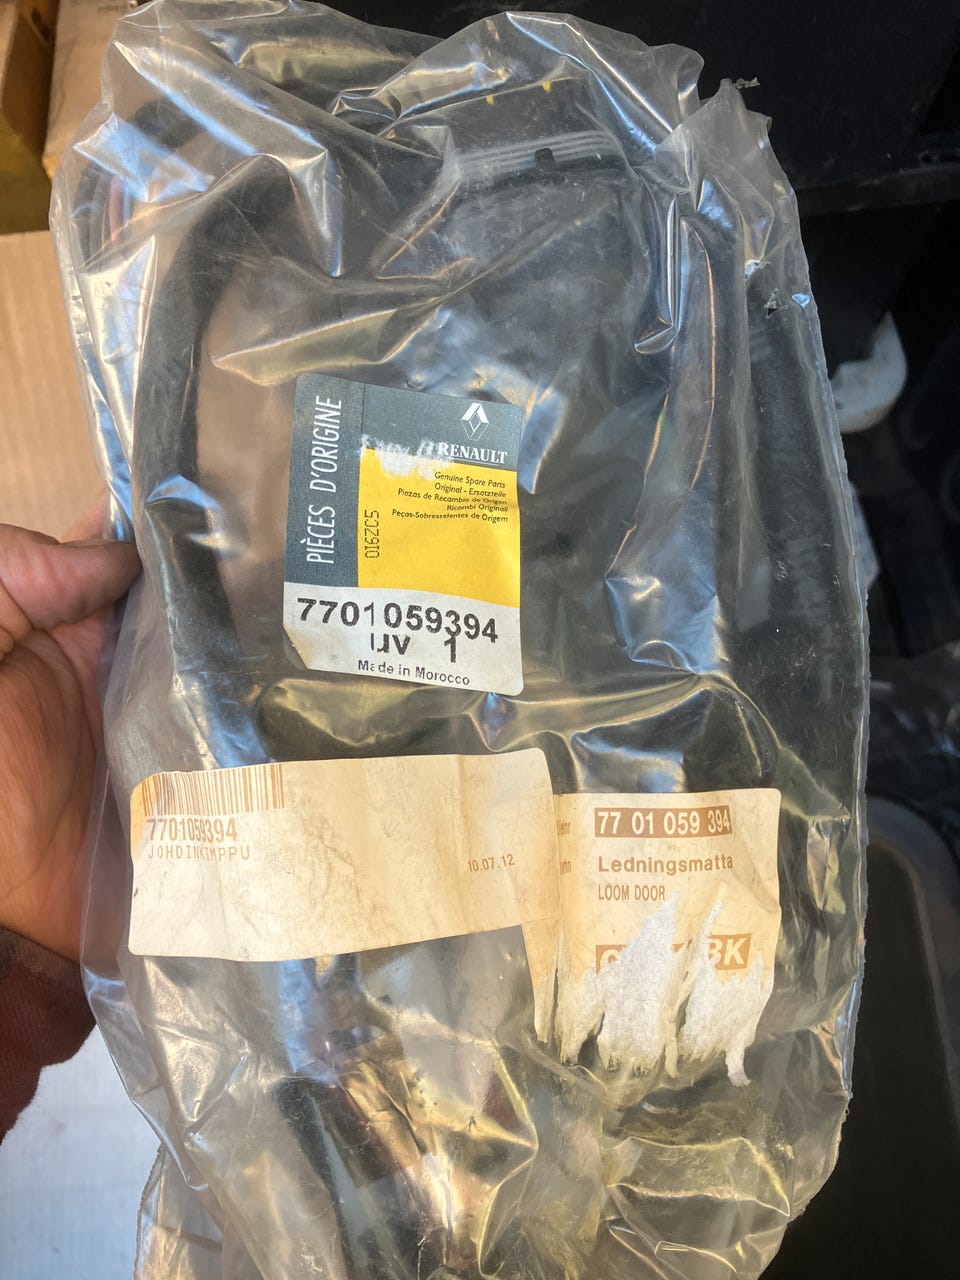 PIÈCES D'ORIGINE
RENAULT
Genuine Spare Parts
Original - Ersatzteile
Piezas de Recambio de Origen
Ricambi Originali
Peças-Sobresselentes de Origem
016ZC5
7701059394
UV 1
Made in Morocco
7701059394
JOHDINKIMPPU
10.07.12
77 01 059 394
Ledningsmatta
LOOM DOOR